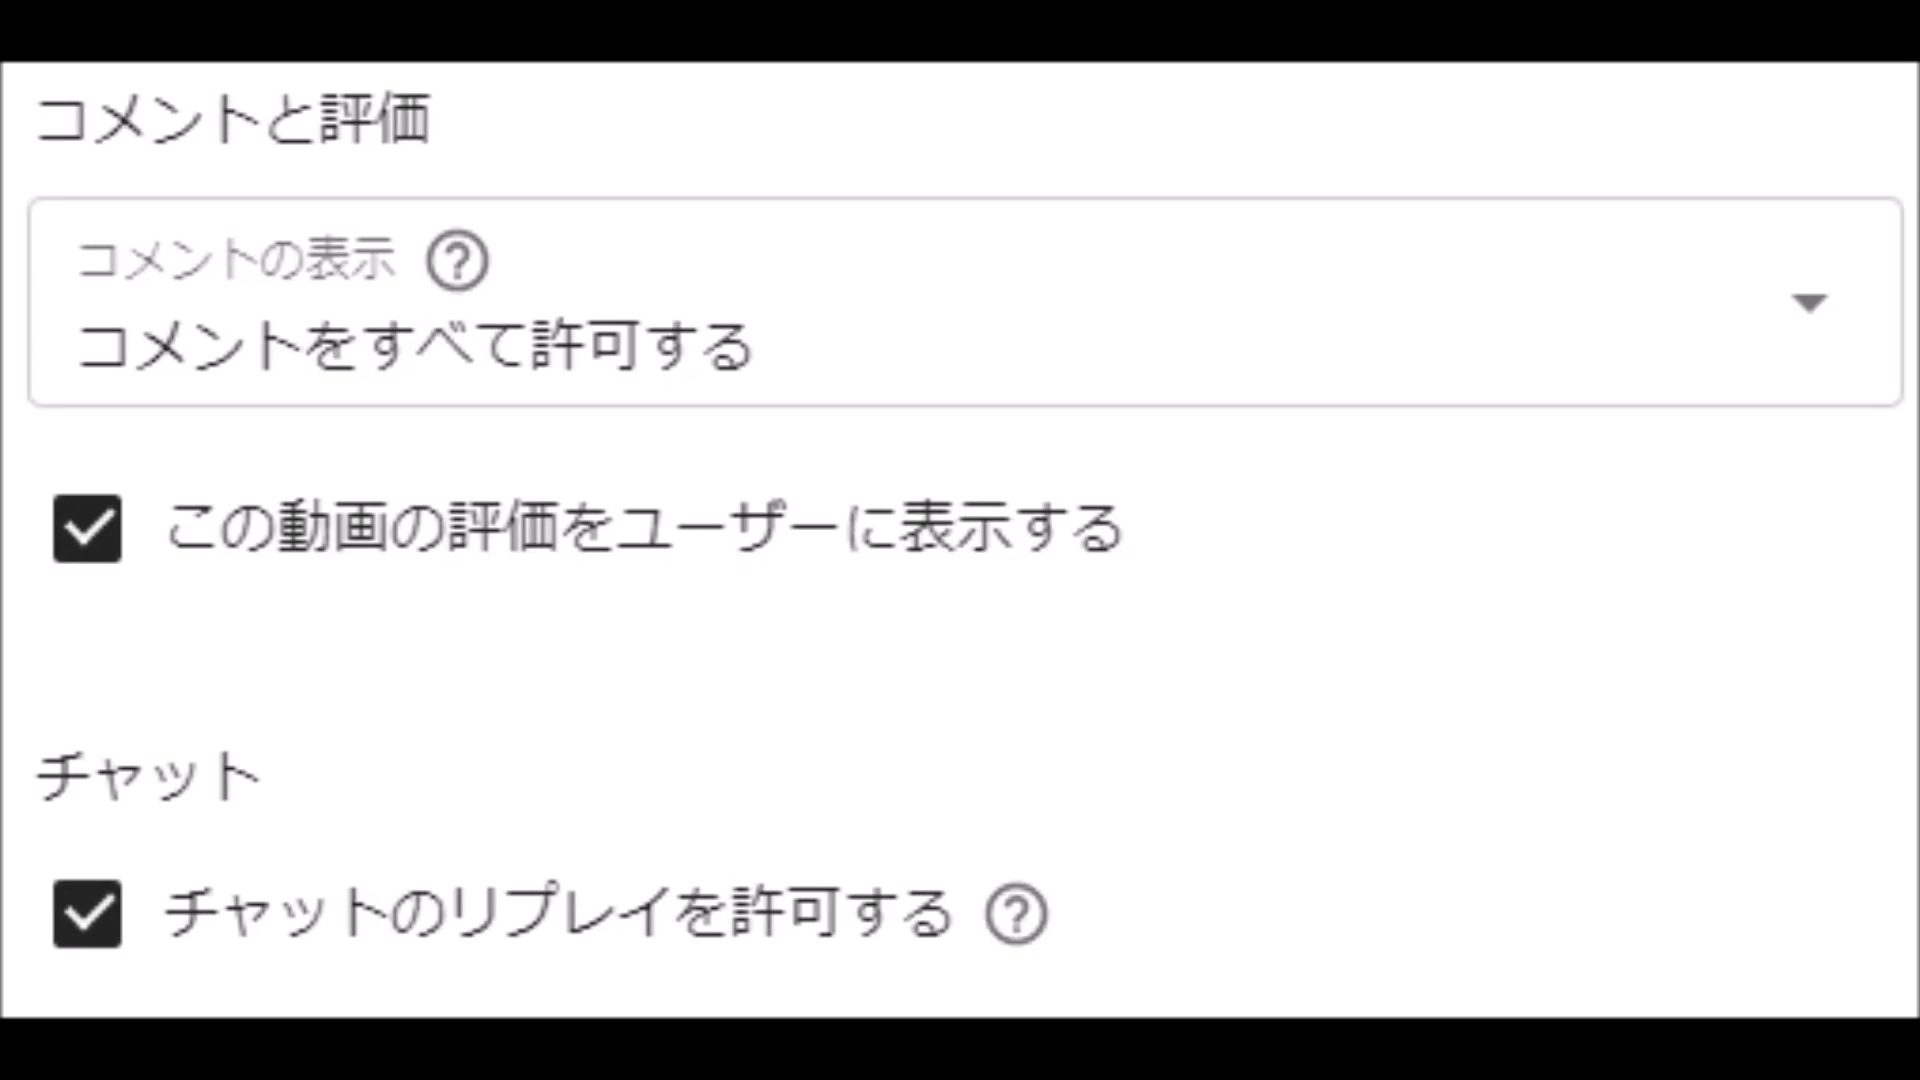 コメントと評価
コメントの表示
コメントをすべて許可する
この動画の評価をユーザーに表示する
チャット
チャットのリプレイを許可する